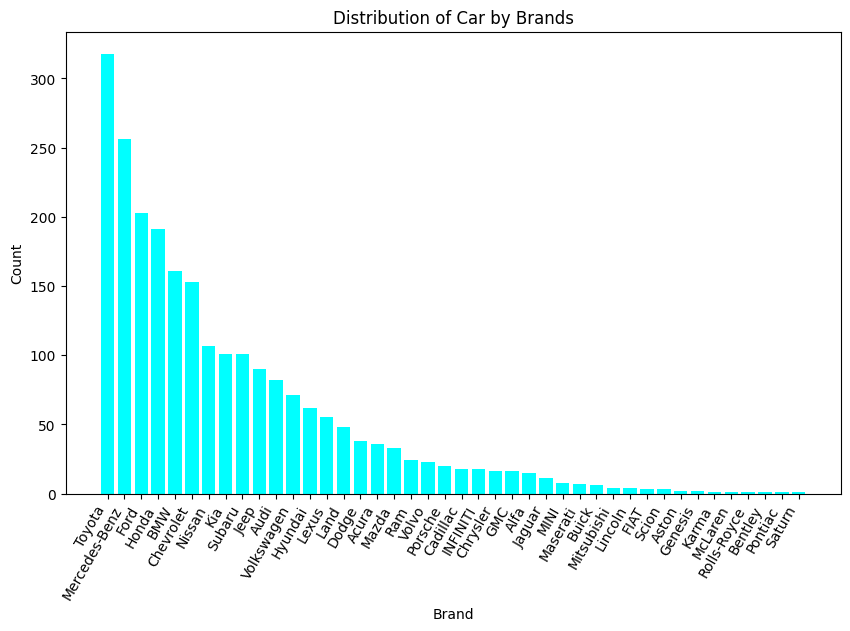 Distribution of Car by Brands
300
250
200
150
100
50
0
Count
Toyota
Mercedes-Benz
Ford
Honda
BMW
Chevrolet
Nissan
Kia
Subaru
Jeep
Audi
Volkswagen
Hyundai
Lexus
Land
Dodge
Acura
Mazda
Ram
Volvo
Porsche
Cadillac
INFINITI
Chrysler
GMC
Alfa
Jaguar
MINI
Maserati
Buick
Mitsubishi
Lincoln
FIAT
Scion
Aston
Genesis
Karma
McLaren
Rolls-Royce
Bentley
Pontiac
Saturn
Brand